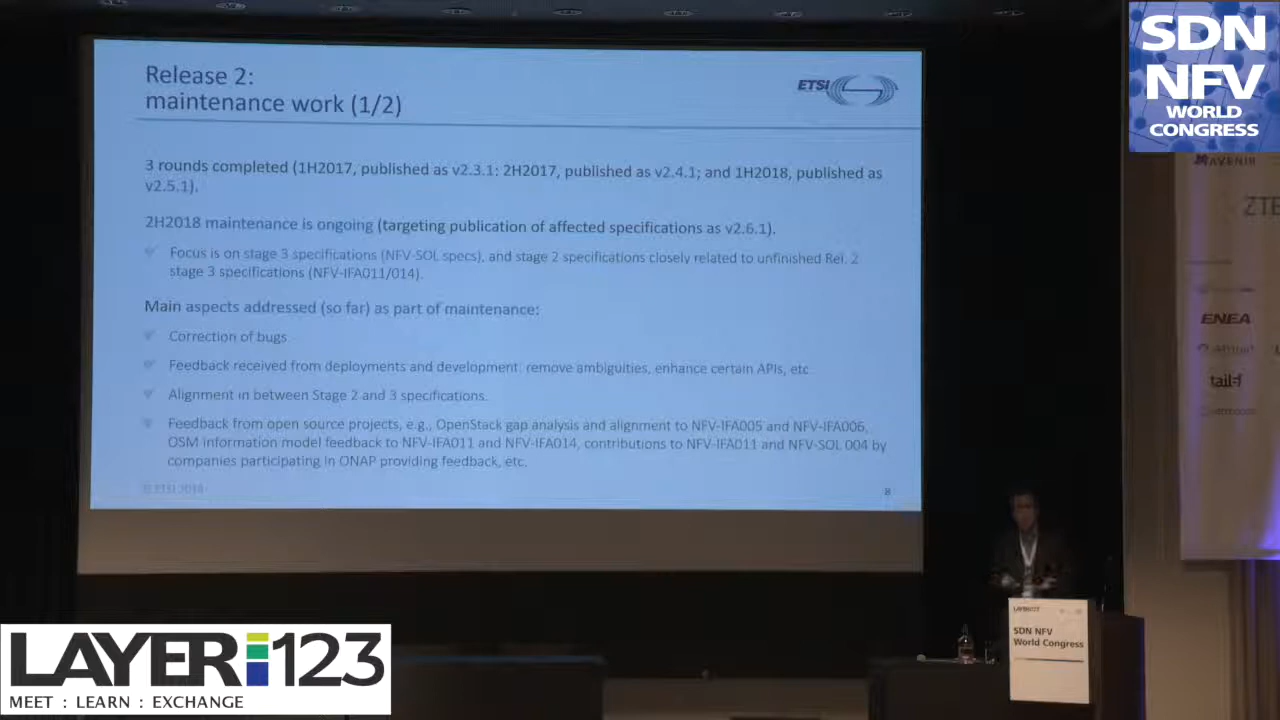 Release 2:
maintenance work (1/2)
ETSI
3 rounds completed (1H2017, published as v2.3.1; 2H2017, published as v2.4.1; and 1H2018, published as
v2.5.1).
2H2018 maintenance is ongoing (targeting publication of affected specifications as v2.6.1).
Focus is on stage 3 specifications (NFV-SOL specs), and stage 2 specifications closely related to unfinished Rel. 2
stage 3 specifications (NFV-IFA011/014).
Main aspects addressed (so far) as part of maintenance:
Correction of bugs.
Feedback received from deployments and development: remove ambiguities, enhance certain APIs, etc.
Alignment in between Stage 2 and 3 specifications.
Feedback from open source projects, e.g., OpenStack gap analysis and alignment to NFV-IFA005 and NFV-IFA006,
OSM information model feedback to NFV-IFA011 and NFV-IFA014, contributions to NFV-IFA011 and NFV-SOL 004 by
companies participating in ONAP providing feedback, etc.
© ETSI 2018
8
SDN
NFV
WORLD
CONGRESS
AVENIR
ZTE
ENEA
tail-f
LAYER123
SDN NFV
World Congress
LAYER123
MEET : LEARN : EXCHANGE